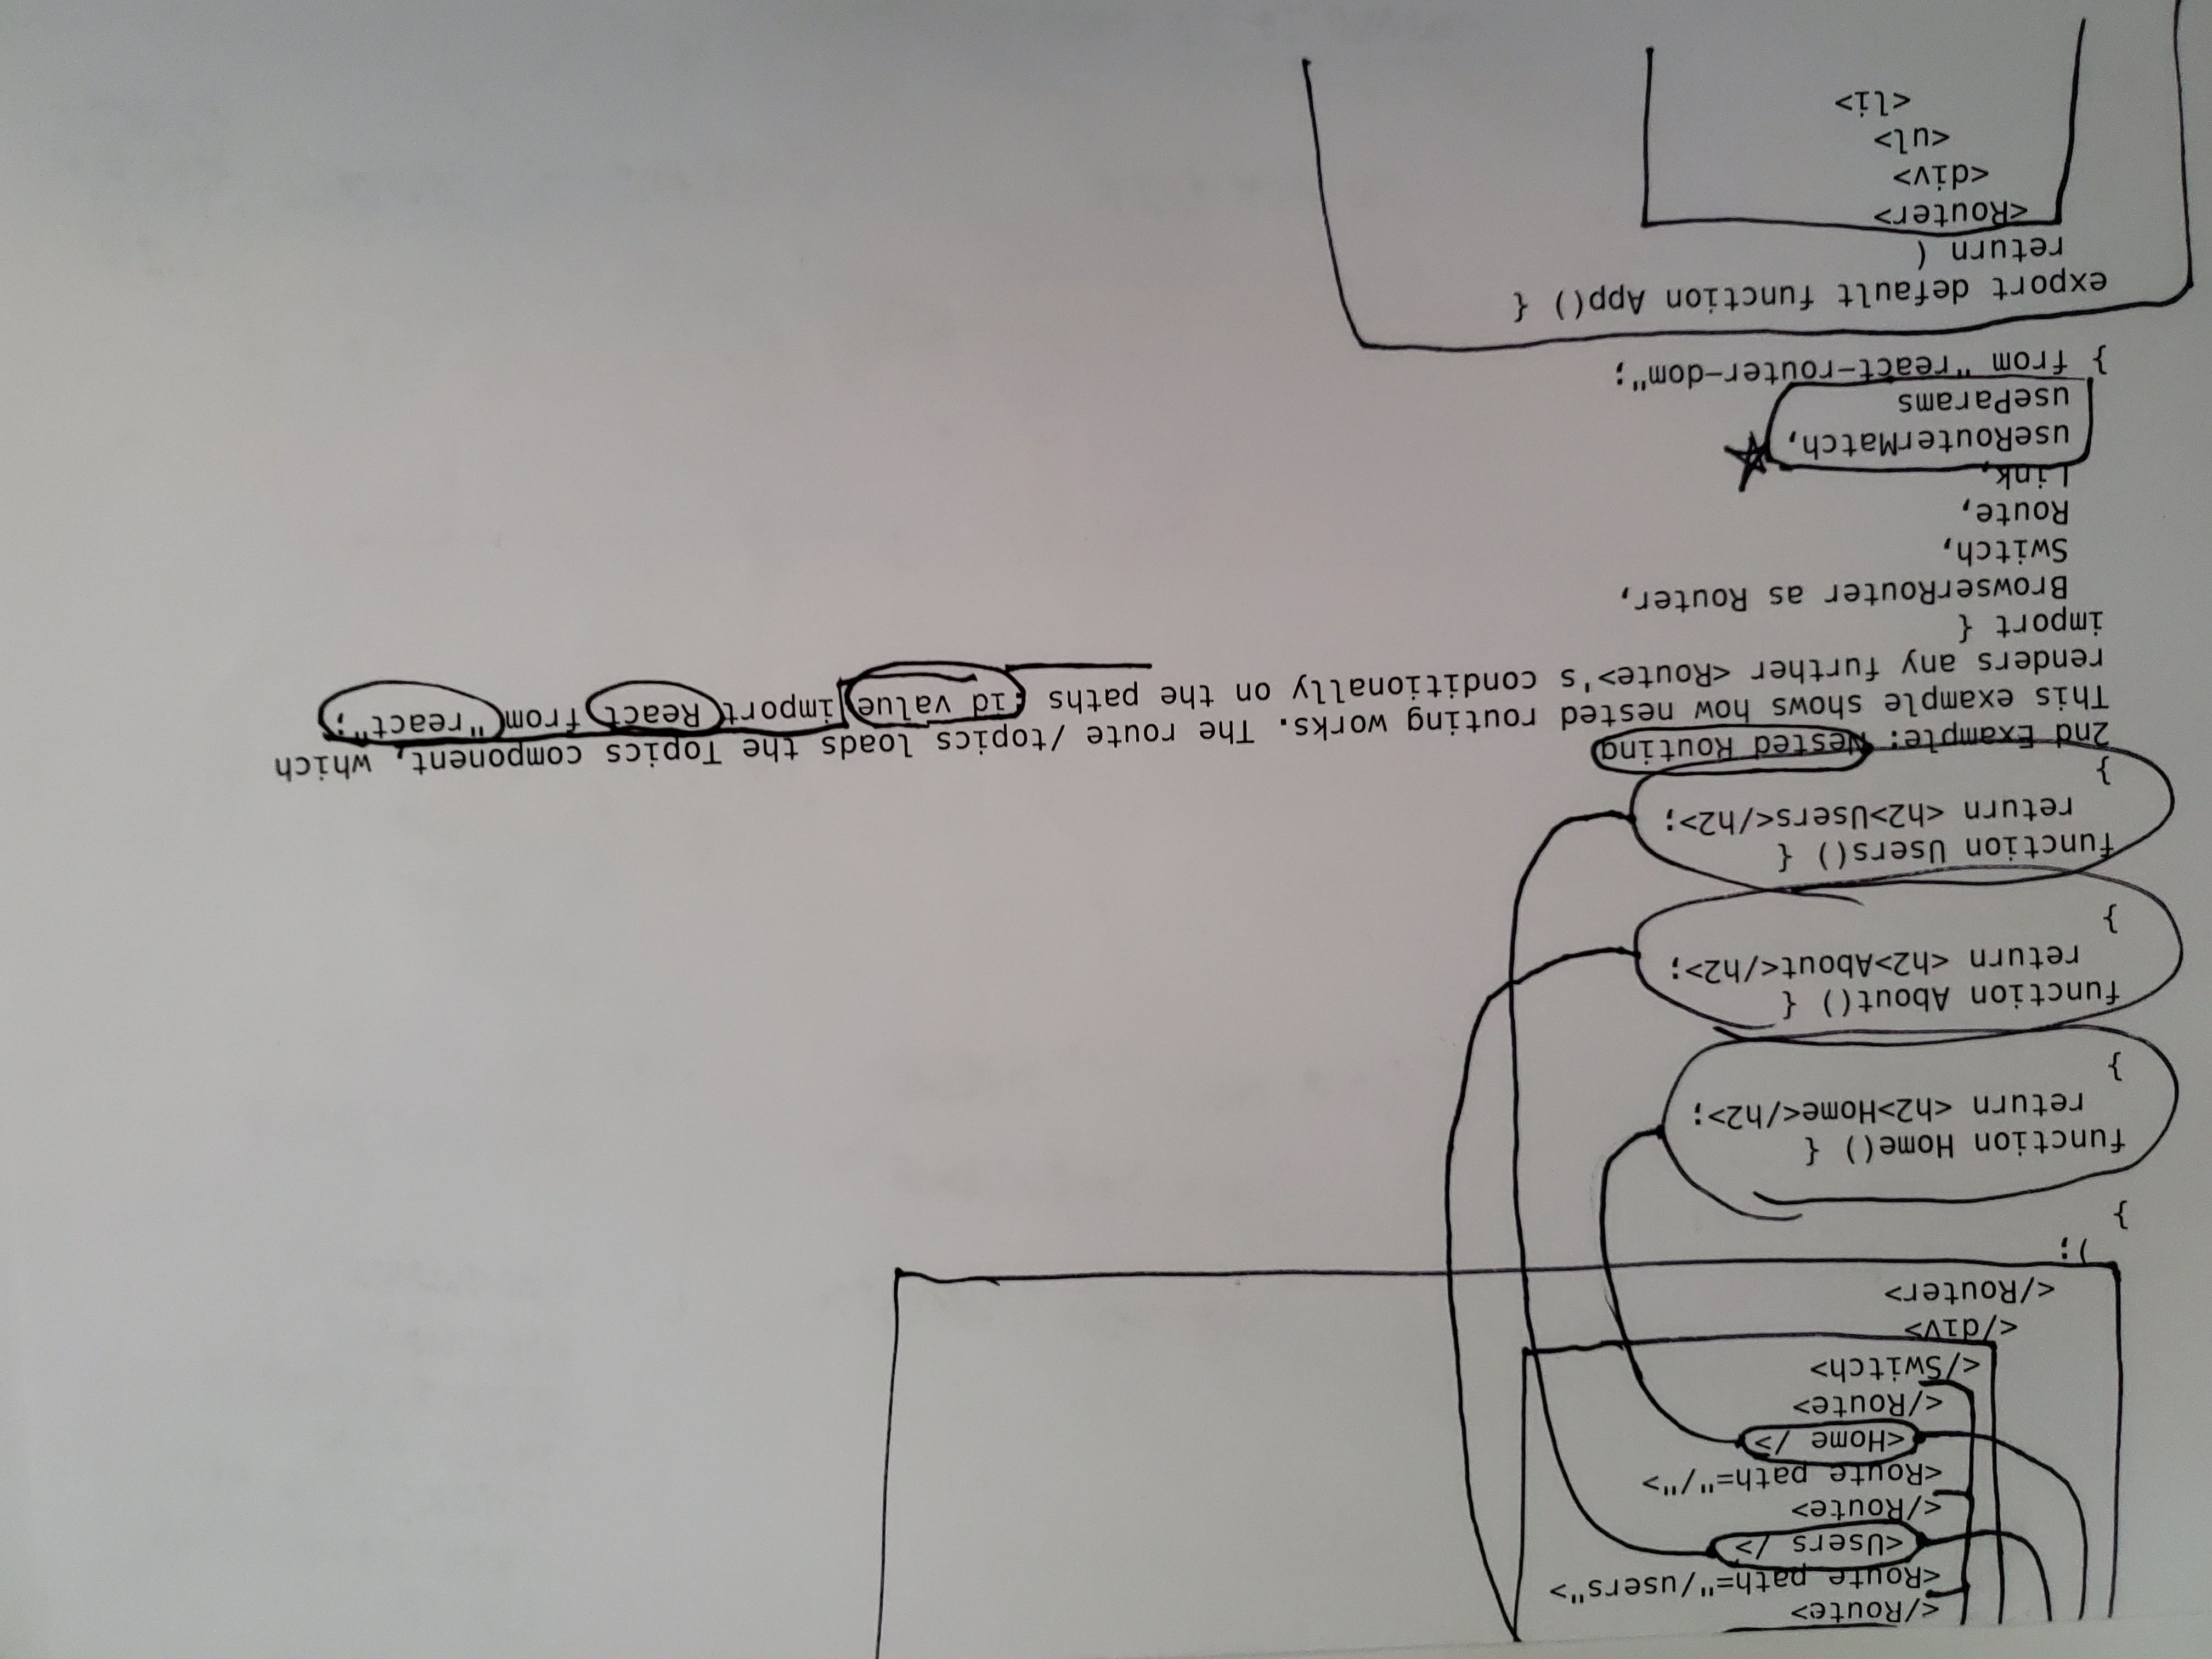 </Route>
<Route path="/users">
<Users />
</Route>
<Route path="/">
<Home />
</Route>
</Switch>
</div>
</Router>
);
}
function Home() {
return <h2>Home</h2>;
}
function About() {
return <h2>About</h2>;
}
function Users() {
return <h2>Users</h2>;
}
2nd Example: Nested Routing
This example shows how nested routing works. The route /topics loads the Topics component, which
renders any further <Route>'s conditionally on the paths :id value import React from "react";
import {
BrowserRouter as Router,
Switch,
Route,
Link,
useRouterMatch,
useParams
} from "react-router-dom";
export default function App() {
return (
<Router>
<div>
<ul>
<li>